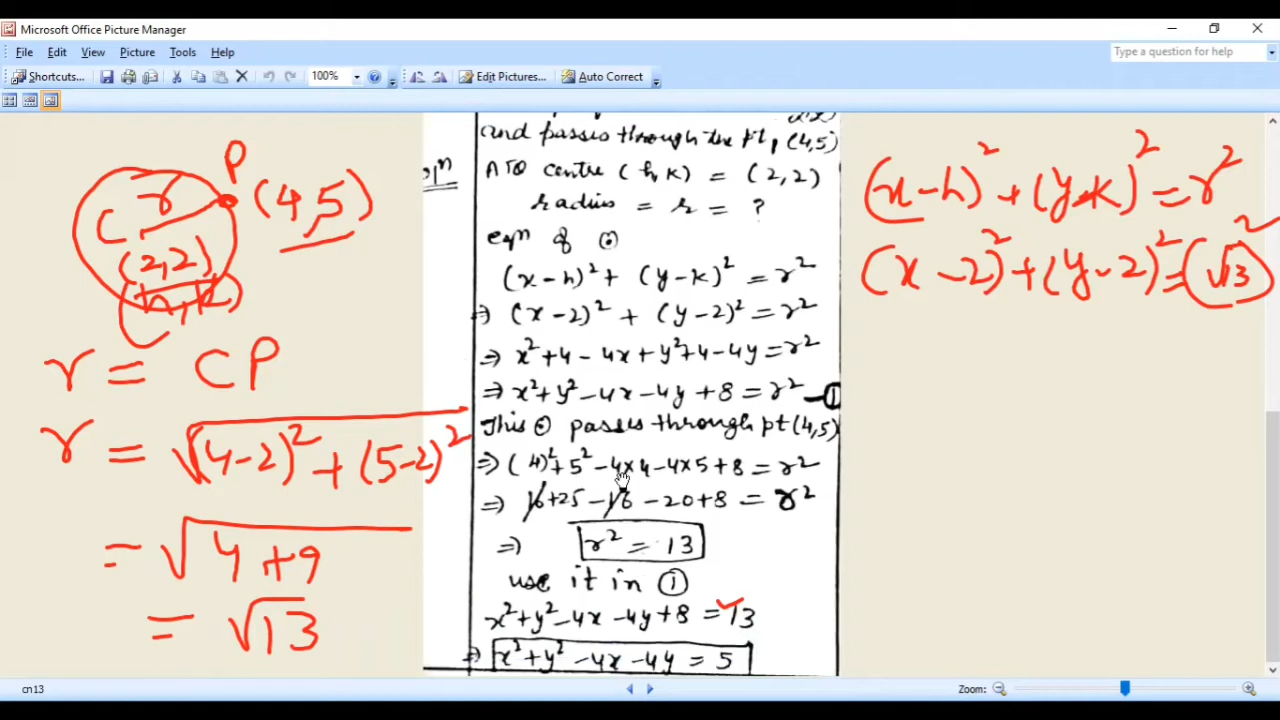 Microsoft Office Picture Manager
File Edit View Picture Tools Help
Type a question for help
Shortcuts... 100% Edit Pictures... Auto Correct
P
(4,5)
r
C
(2,2)
(h,k)
r = CP
r = √(4-2)² + (5-2)²
= √4+9
= √13
and passes through the pt, (4,5)
ATQ centre (h,k) = (2,2)
radius = r = ?
eqn of ⊙
(x-h)² + (y-k)² = r²
⇒ (x-2)² + (y-2)² = r²
⇒ x²+4-4x+y²+4-4y=r²
⇒ x²+y²-4x-4y+8=r² —①
This ⊙ passes through pt (4,5)
⇒ (4)²+5²-4x4-4x5+8=r²
⇒ 16+25-16-20+8 = r²
⇒ r² = 13
use it in ①
x²+y²-4x-4y+8 = 13
⇒ x²+y²-4x-4y = 5
(x-h)²+(y-k)²=r²
(x-2)²+(y-2)²=(√13)²
cn13
Zoom: